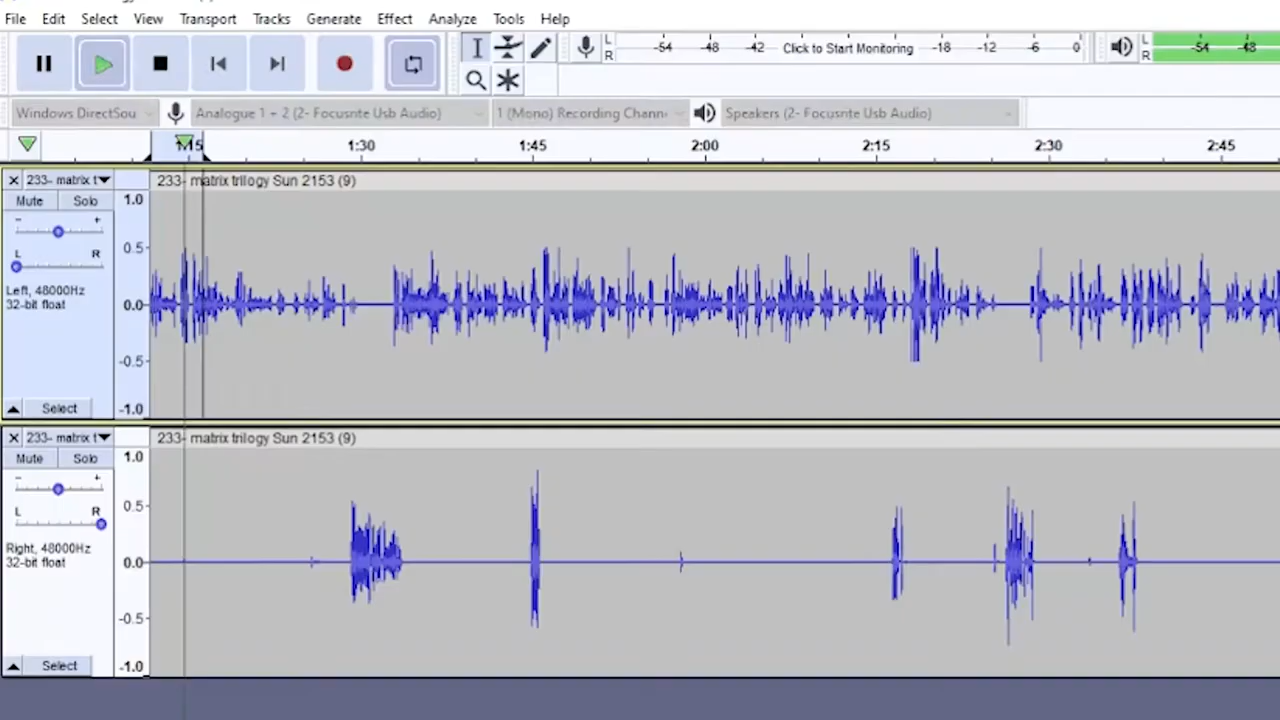 File Edit Select View Transport Tracks Generate Effect Analyze Tools Help
L R -54 -48 -42 Click to Start Monitoring -18 -12 -6 0 L R -54 -48
Windows DirectSou Analogue 1 + 2 (2- Focusrite Usb Audio) 1 (Mono) Recording Chann Speakers (2- Focusrite Usb Audio)
1:15 1:30 1:45 2:00 2:15 2:30 2:45
233- matrix t 233- matrix trilogy Sun 2153 (9)
Mute Solo 1.0
- +
L R 0.5
Left, 48000Hz
32-bit float 0.0
-0.5
Select -1.0
233- matrix t 233- matrix trilogy Sun 2153 (9)
Mute Solo 1.0
- +
L R 0.5
Right, 48000Hz
32-bit float 0.0
-0.5
Select -1.0